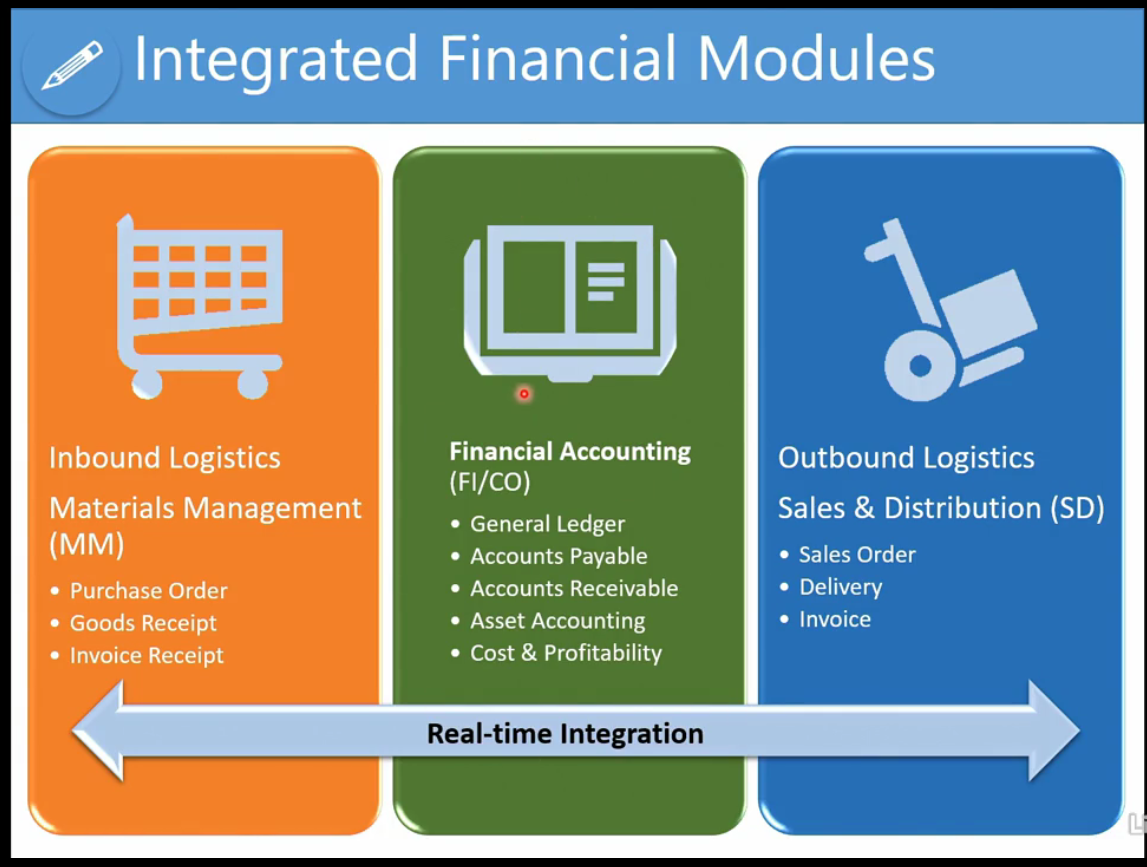 Integrated Financial Modules
Inbound Logistics
Materials Management
(MM)
• Purchase Order
• Goods Receipt
• Invoice Receipt
Financial Accounting
(FI/CO)
• General Ledger
• Accounts Payable
• Accounts Receivable
• Asset Accounting
• Cost & Profitability
Outbound Logistics
Sales & Distribution (SD)
• Sales Order
• Delivery
• Invoice
Real-time Integration